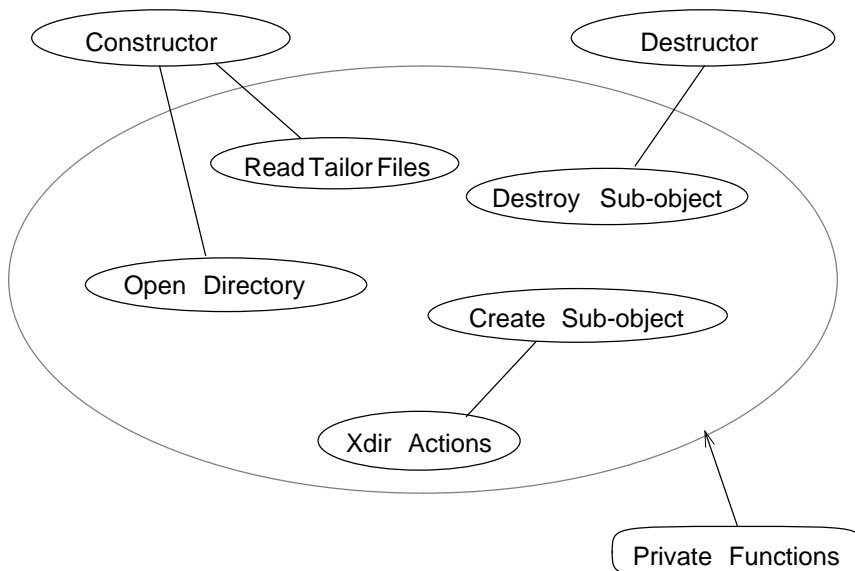 Constructor
Destructor
Read Tailor Files
Destroy Sub-object
Open Directory
Create Sub-object
Xdir Actions
Private Functions